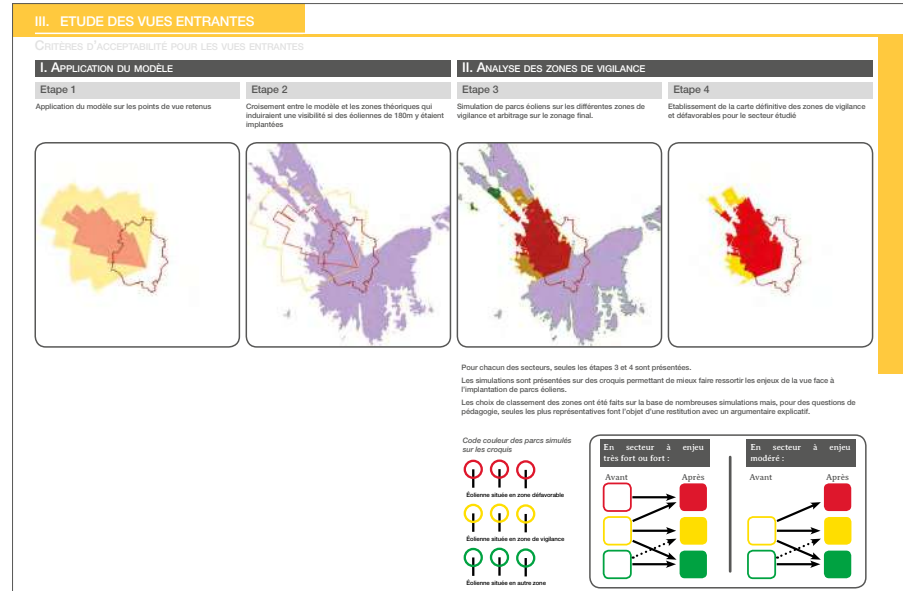 III. ETUDE DES VUES ENTRANTES
CRITÈRES D'ACCEPTABILITÉ POUR LES VUES ENTRANTES
I. APPLICATION DU MODÈLE
II. ANALYSE DES ZONES DE VIGILANCE
Etape 1
Etape 2
Etape 3
Etape 4
Application du modèle sur les points de vue retenus
Croisement entre le modèle et les zones théoriques qui
induiraient une visibilité si des éoliennes de 180m y étaient
implantées
Simulation de parcs éoliens sur les différentes zones de
vigilance et arbitrage sur le zonage final.
Etablissement de la carte définitive des zones de vigilance
et défavorables pour le secteur étudié
Pour chacun des secteurs, seules les étapes 3 et 4 sont présentées.
Les simulations sont présentées sur des croquis permettant de mieux faire ressortir les enjeux de la vue face à
l'implantation de parcs éoliens.
Les choix de classement des zones ont été faits sur la base de nombreuses simulations mais, pour des questions de
pédagogie, seules les plus représentatives font l'objet d'une restitution avec un argumentaire explicatif.
Code couleur des parcs simulés
sur les croquis
Éolienne située en zone défavorable
Éolienne située en zone de vigilance
Éolienne située en autre zone
En secteur à enjeu
très fort ou fort :
Avant
Après
En secteur à enjeu
modéré :
Avant
Après